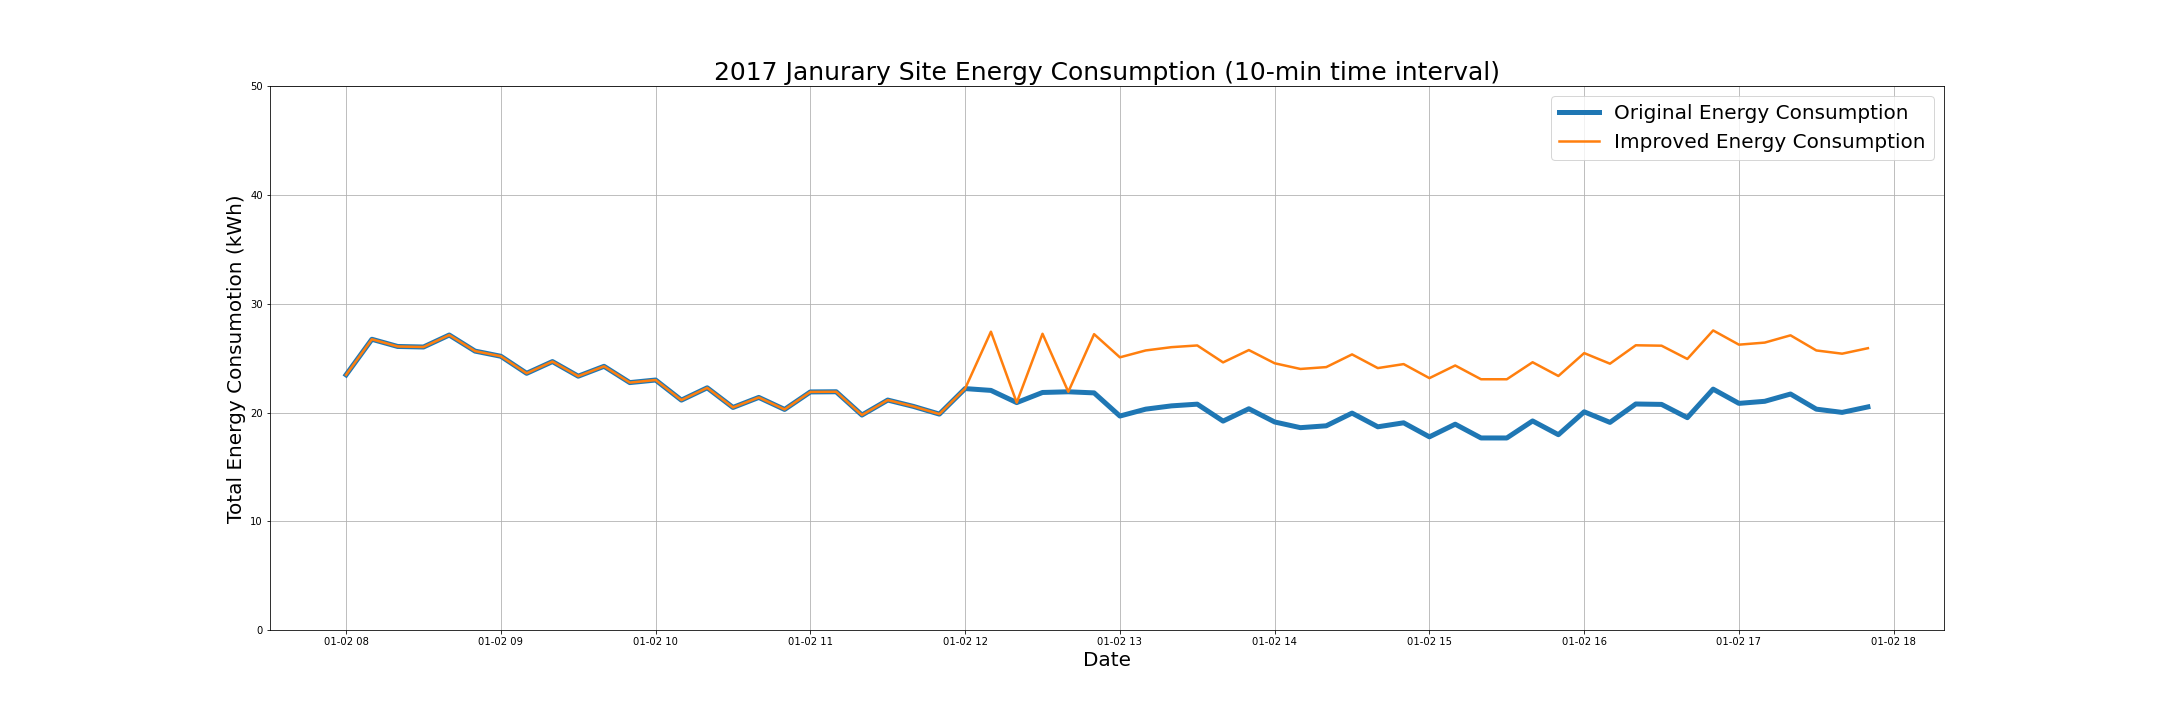 2017 Janurary Site Energy Consumption (10-min time interval)
Original Energy Consumption
Improved Energy Consumption
Total Energy Consumotion (kWh)
50
40
30
20
10
0
01-02 08 01-02 09 01-02 10 01-02 11 01-02 12 01-02 13 01-02 14 01-02 15 01-02 16 01-02 17 01-02 18
Date